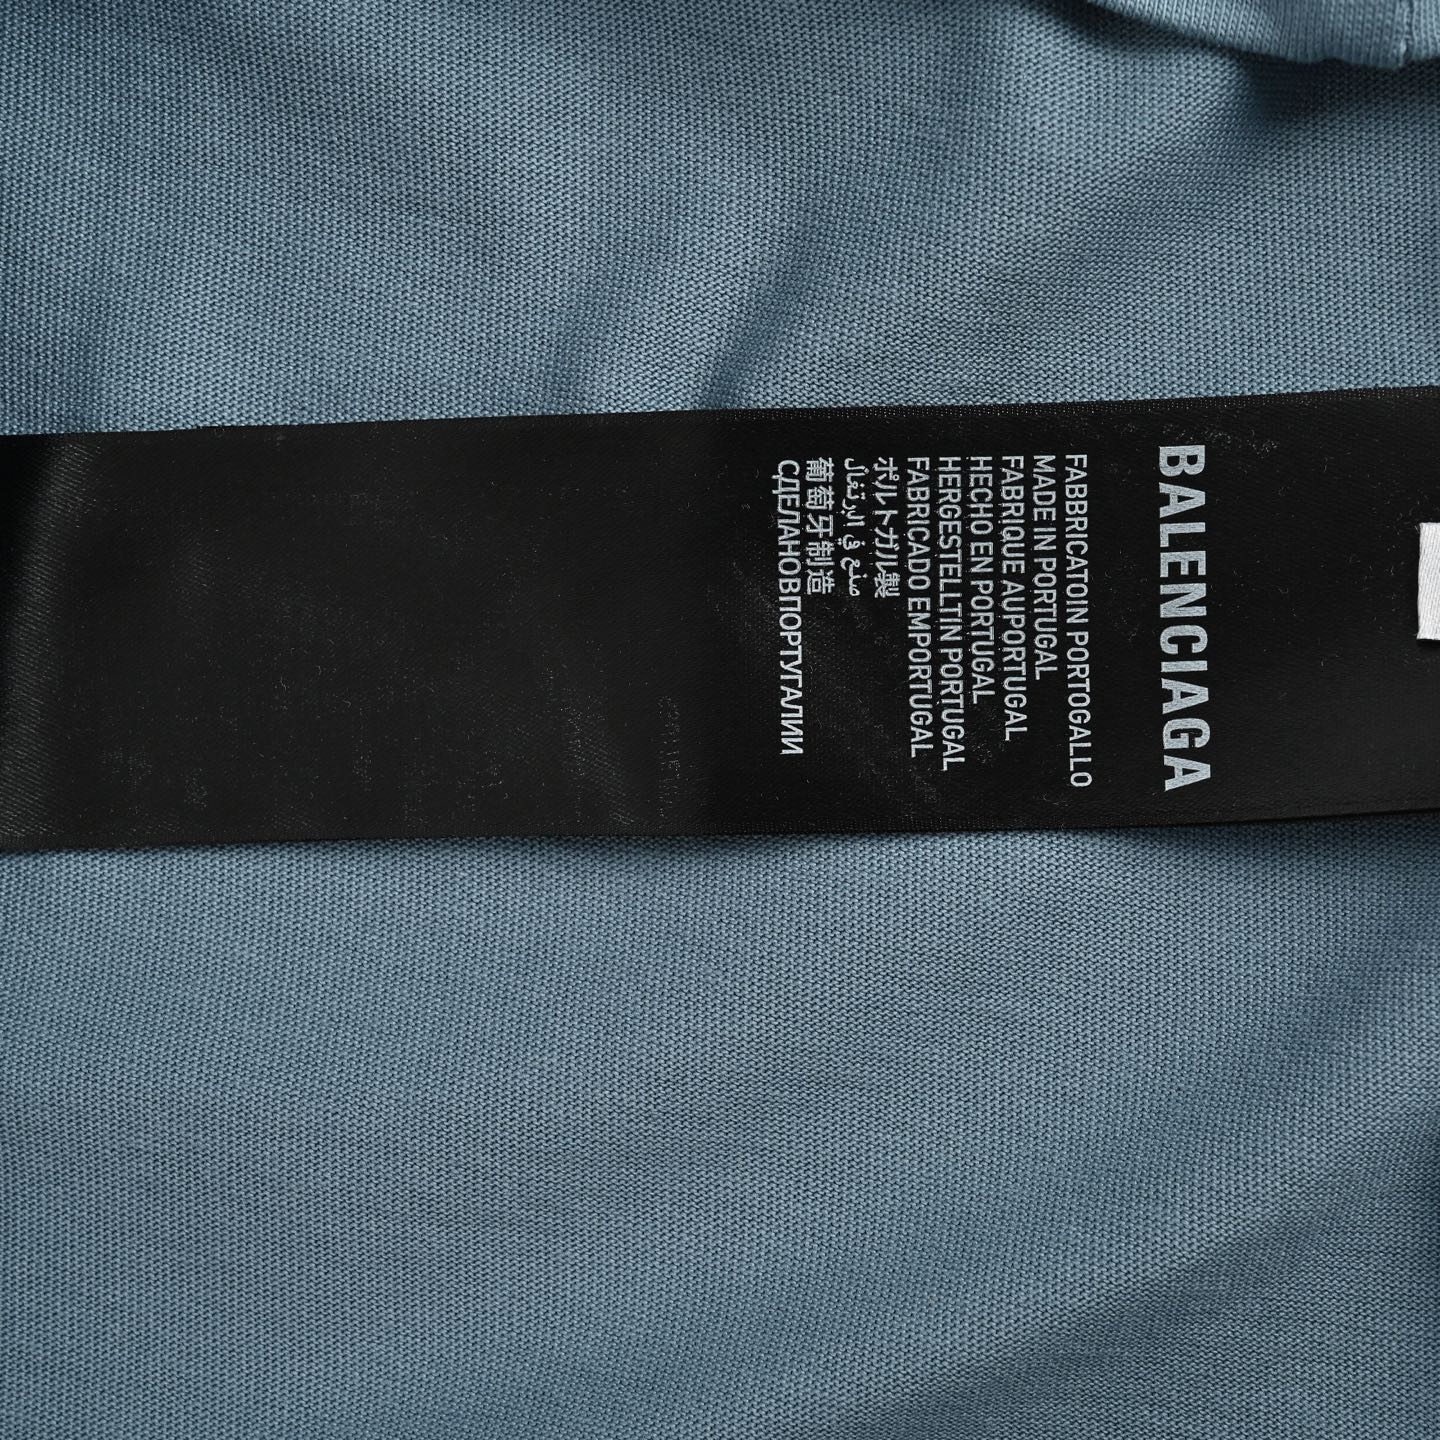 BALENCIAGA
FABBRICATOIN PORTOGALLO
MADE IN PORTUGAL
FABRIQUE AUPORTUGAL
HECHO EN PORTUGAL
HERGESTELLTIN PORTUGAL
FABRICADO EMPORTUGAL
ポルトガル製
صنع في البرتغال
葡萄牙制造
СДЕЛАНОВПОРТУГАЛИИ